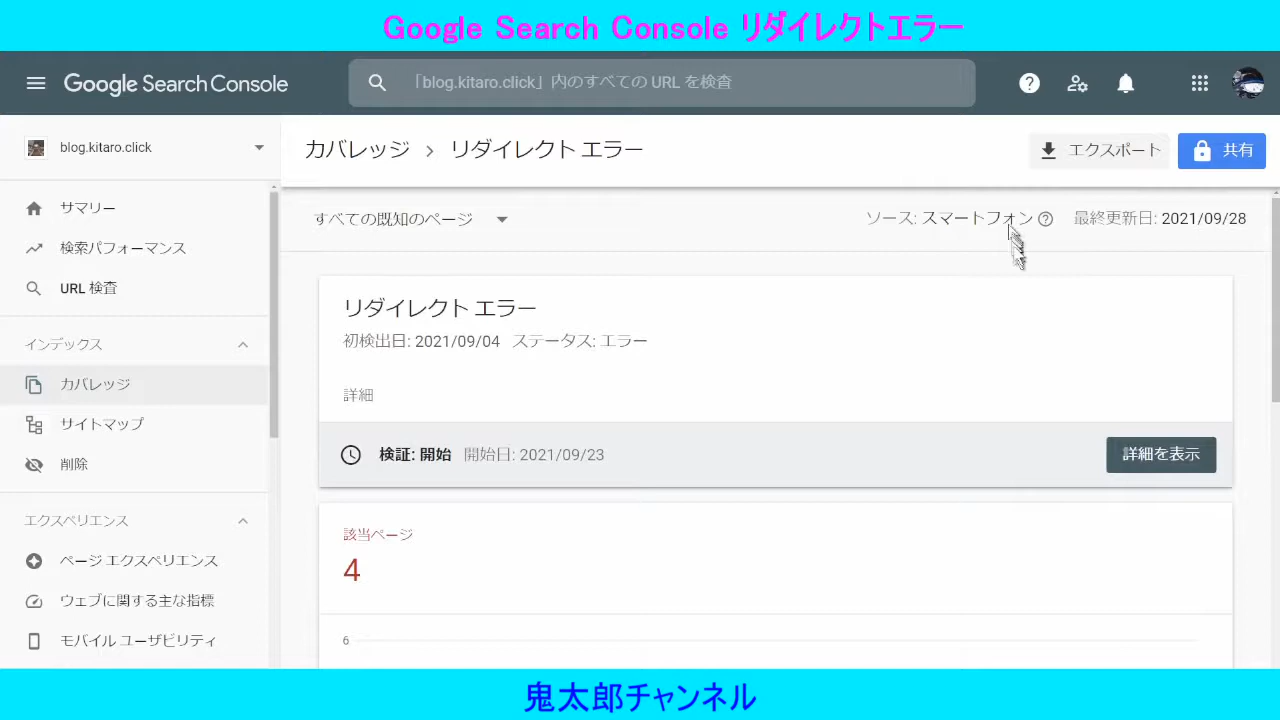 Google Search Console リダイレクトエラー
Google Search Console
「blog.kitaro.click」内のすべての URL を検査
blog.kitaro.click
カバレッジ › リダイレクト エラー
エクスポート
共有
サマリー
検索パフォーマンス
URL 検査
インデックス
カバレッジ
サイトマップ
削除
エクスペリエンス
ページ エクスペリエンス
ウェブに関する主な指標
モバイル ユーザビリティ
すべての既知のページ
ソース: スマートフォン
最終更新日: 2021/09/28
リダイレクト エラー
初検出日: 2021/09/04 ステータス: エラー
詳細
検証: 開始 開始日: 2021/09/23
詳細を表示
該当ページ
4
6
鬼太郎チャンネル